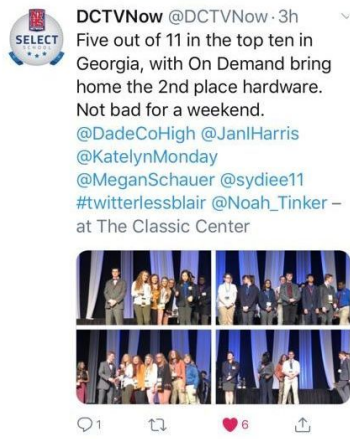 SELECT
SCHOOL
DCTVNow @DCTVNow · 3h
Five out of 11 in the top ten in
Georgia, with On Demand bring
home the 2nd place hardware.
Not bad for a weekend.
@DadeCoHigh @JanIHarris
@KatelynMonday
@MeganSchauer @sydiee11
#twitterlessblair @Noah_Tinker –
at The Classic Center
1
6